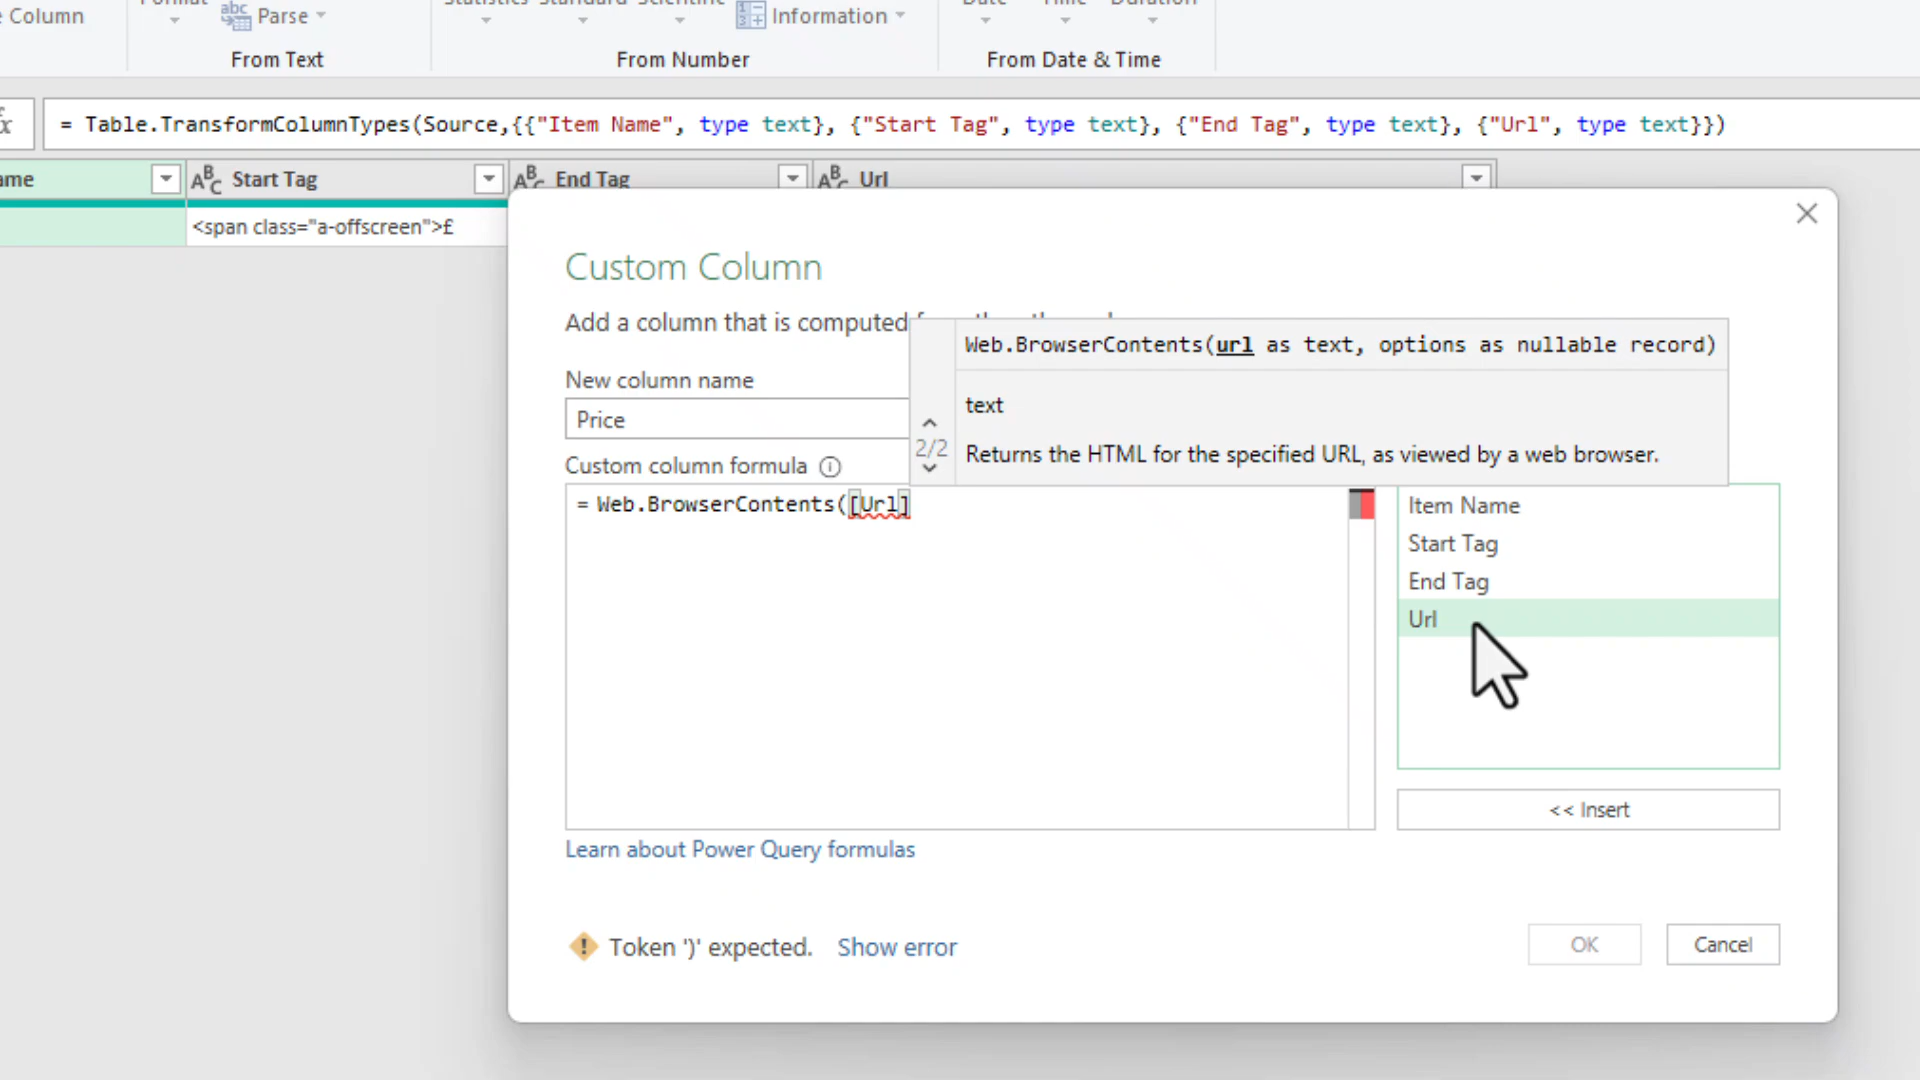 Column
Parse
Information
From Text
From Number
From Date & Time
fx
= Table.TransformColumnTypes(Source,{{"Item Name", type text}, {"Start Tag", type text}, {"End Tag", type text}, {"Url", type text}})
ABC Start Tag
ABC End Tag
ABC Url
<span class="a-offscreen">£
Custom Column
Add a column that is computed
Web.BrowserContents(url as text, options as nullable record)
New column name
text
Price
2/2
Returns the HTML for the specified URL, as viewed by a web browser.
Custom column formula
= Web.BrowserContents([Url]
Item Name
Start Tag
End Tag
Url
<< Insert
Learn about Power Query formulas
Token ')' expected. Show error
OK
Cancel